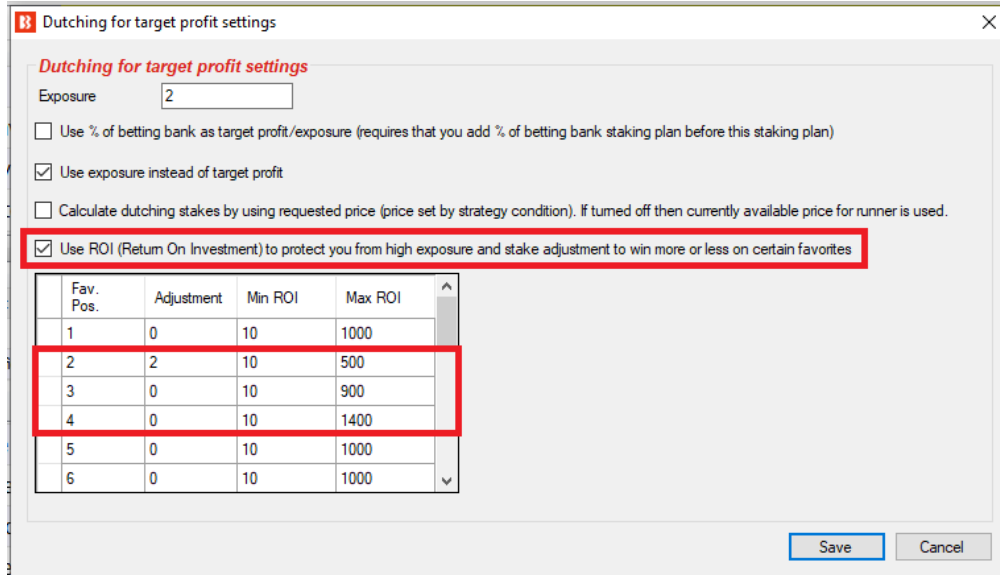 Dutching for target profit settings
Dutching for target profit settings
Exposure 2
Use % of betting bank as target profit/exposure (requires that you add % of betting bank staking plan before this staking plan)
Use exposure instead of target profit
Calculate dutching stakes by using requested price (price set by strategy condition). If turned off then currently available price for runner is used.
Use ROI (Return On Investment) to protect you from high exposure and stake adjustment to win more or less on certain favorites
Fav. Pos. Adjustment Min ROI Max ROI
1 0 10 1000
2 2 10 500
3 0 10 900
4 0 10 1400
5 0 10 1000
6 0 10 1000
Save Cancel